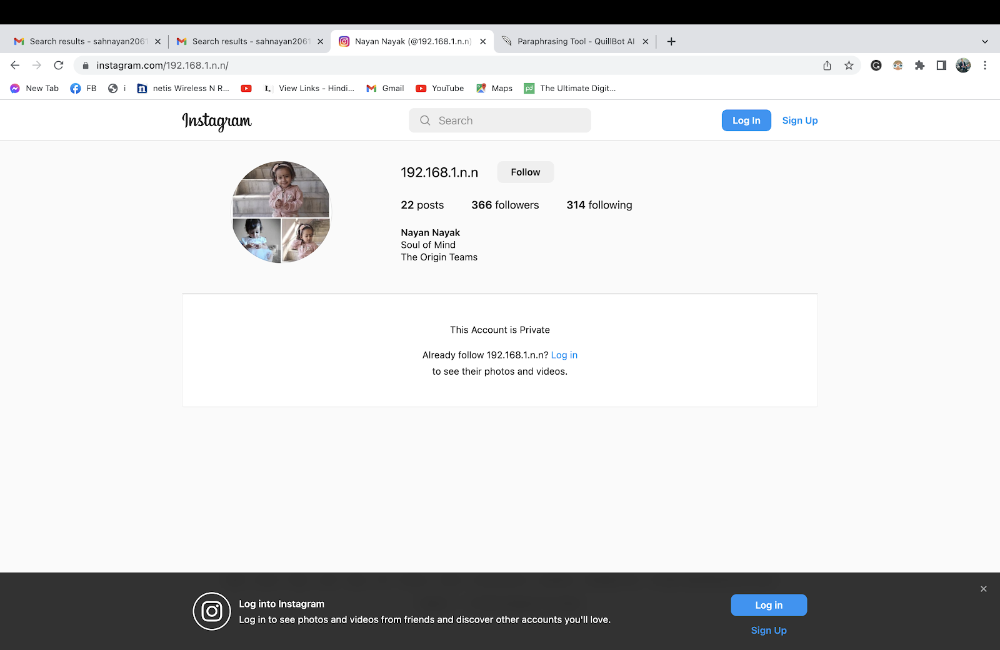 Search results - sahnayan2061
Search results - sahnayan2061
Nayan Nayak (@192.168.1.n.n)
Paraphrasing Tool - QuillBot AI
instagram.com/192.168.1.n.n/
New Tab
FB
i
netis Wireless N R...
View Links - Hindi...
Gmail
YouTube
Maps
The Ultimate Digit...
Instagram
Search
Log In
Sign Up
192.168.1.n.n
Follow
22 posts
366 followers
314 following
Nayan Nayak
Soul of Mind
The Origin Teams
This Account is Private
Already follow 192.168.1.n.n? Log in
to see their photos and videos.
Log into Instagram
Log in to see photos and videos from friends and discover other accounts you'll love.
Log in
Sign Up